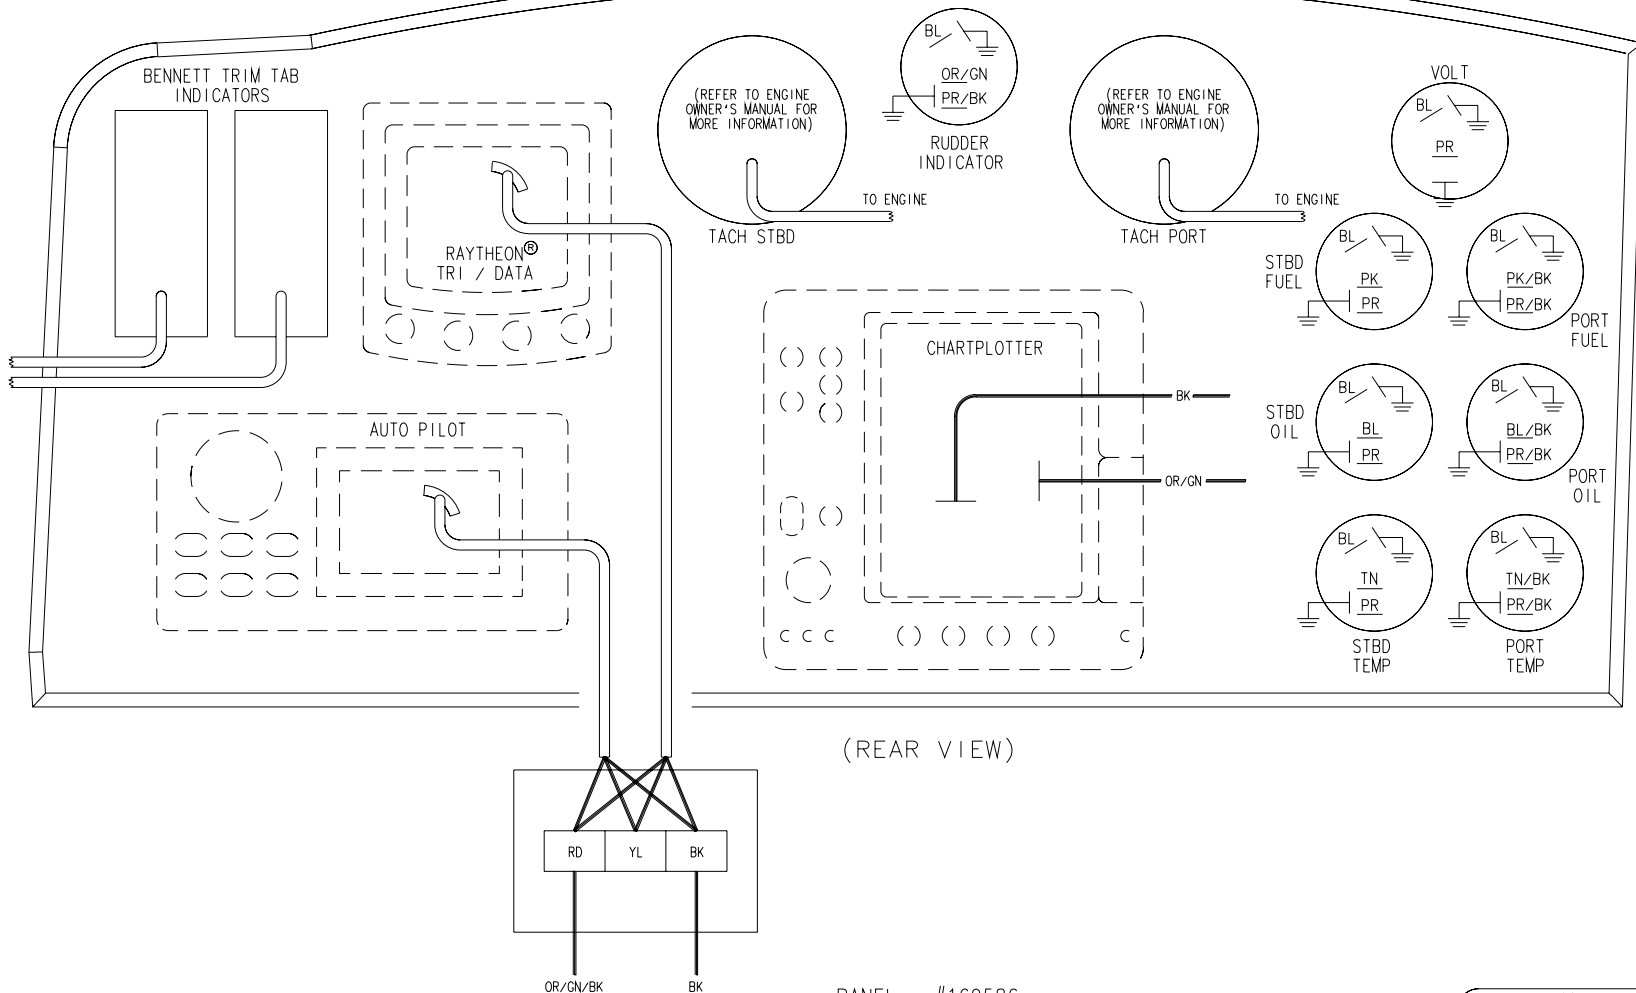 BENNETT TRIM TAB
INDICATORS
RAYTHEON®
TRI / DATA
(REFER TO ENGINE
OWNER'S MANUAL FOR
MORE INFORMATION)
TO ENGINE
TACH STBD
BL
OR/GN
PR/BK
RUDDER
INDICATOR
(REFER TO ENGINE
OWNER'S MANUAL FOR
MORE INFORMATION)
TO ENGINE
TACH PORT
VOLT
BL
PR
STBD
FUEL
BL
PK
PR
BL
PK/BK
PR/BK
PORT
FUEL
AUTO PILOT
CHARTPLOTTER
BK
OR/GN
STBD
OIL
BL
BL
PR
BL
BL/BK
PR/BK
PORT
OIL
BL
TN
PR
STBD
TEMP
BL
TN/BK
PR/BK
PORT
TEMP
(REAR VIEW)
RD YL BK
OR/GN/BK BK
PANEL #160586